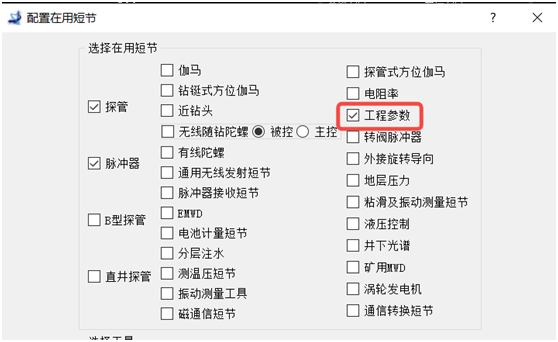 配置在用短节
选择在用短节
探管
脉冲器
B型探管
直井探管
伽马
钻铤式方位伽马
近钻头
无线随钻陀螺 被控 主控
有线陀螺
通用无线发射短节
脉冲器接收短节
EMWD
电池计量短节
分层注水
测温压短节
振动测量工具
磁通信短节
探管式方位伽马
电阻率
工程参数
转阀脉冲器
外接旋转导向
地层压力
粘滑及振动测量短节
液压控制
井下光谱
矿用MWD
涡轮发电机
通信转换短节